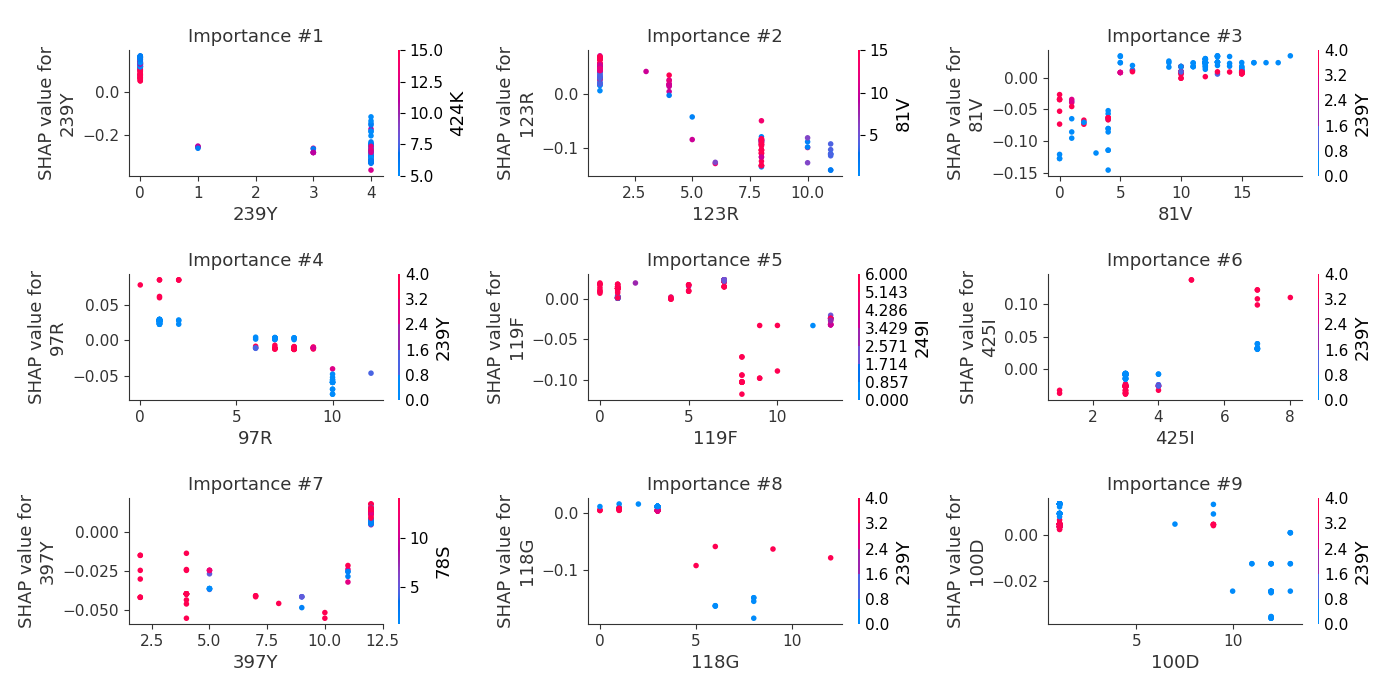 Importance #1
SHAP value for
239Y
0.0
−0.2
0
1
2
3
4
239Y
15.0
12.5
10.0
7.5
5.0
424K
Importance #2
SHAP value for
123R
0.0
−0.1
2.5
5.0
7.5
10.0
123R
15
10
5
81V
Importance #3
SHAP value for
81V
0.00
−0.05
−0.10
−0.15
0
5
10
15
81V
4.0
3.2
2.4
1.6
0.8
0.0
239Y
Importance #4
SHAP value for
97R
0.05
0.00
−0.05
0
5
10
97R
4.0
3.2
2.4
1.6
0.8
0.0
239Y
Importance #5
SHAP value for
119F
0.00
−0.05
−0.10
0
5
10
119F
6.000
5.143
4.286
3.429
2.571
1.714
0.857
0.000
249I
Importance #6
SHAP value for
425I
0.10
0.05
0.00
2
4
6
8
425I
4.0
3.2
2.4
1.6
0.8
0.0
239Y
Importance #7
SHAP value for
397Y
0.000
−0.025
−0.050
2.5
5.0
7.5
10.0
12.5
397Y
10
5
78S
Importance #8
SHAP value for
118G
0.0
−0.1
0
5
10
118G
4.0
3.2
2.4
1.6
0.8
0.0
239Y
Importance #9
SHAP value for
100D
0.00
−0.02
5
10
100D
4.0
3.2
2.4
1.6
0.8
0.0
239Y